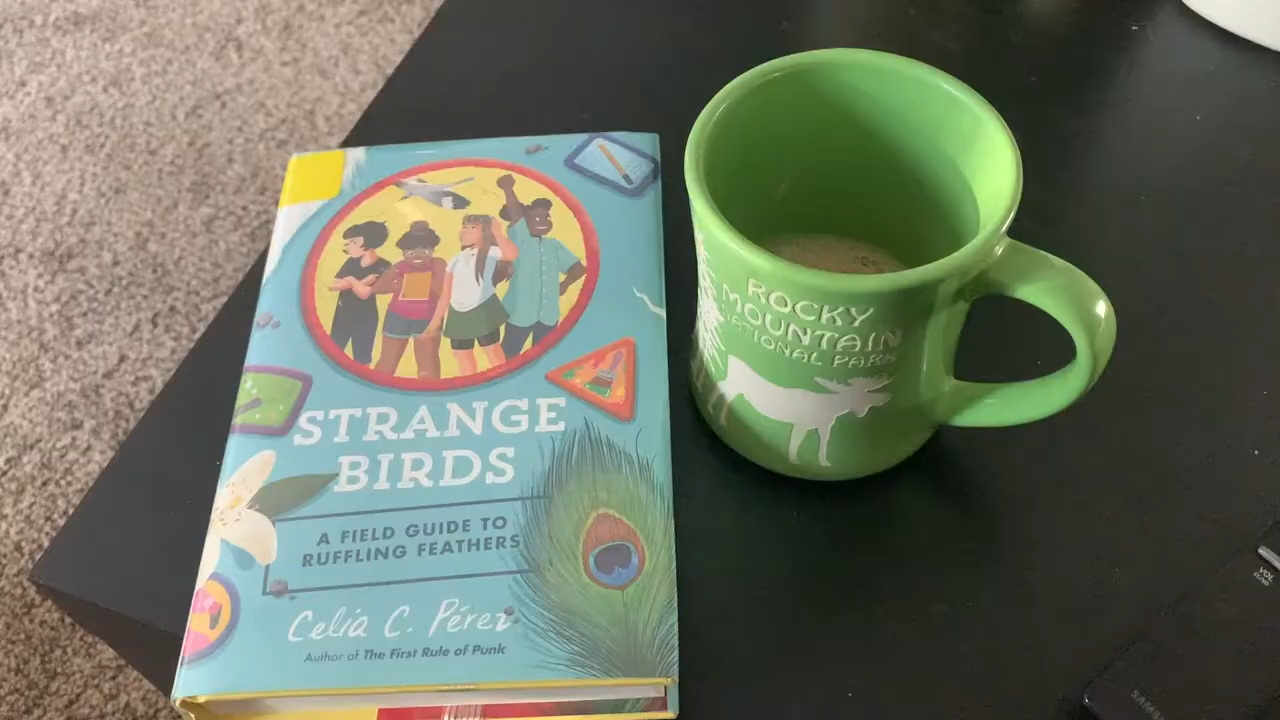 STRANGE
BIRDS
A FIELD GUIDE TO
RUFFLING FEATHERS
Celia C. Pérez
Author of The First Rule of Punk
ROCKY
MOUNTAIN
NATIONAL PARK
VOL